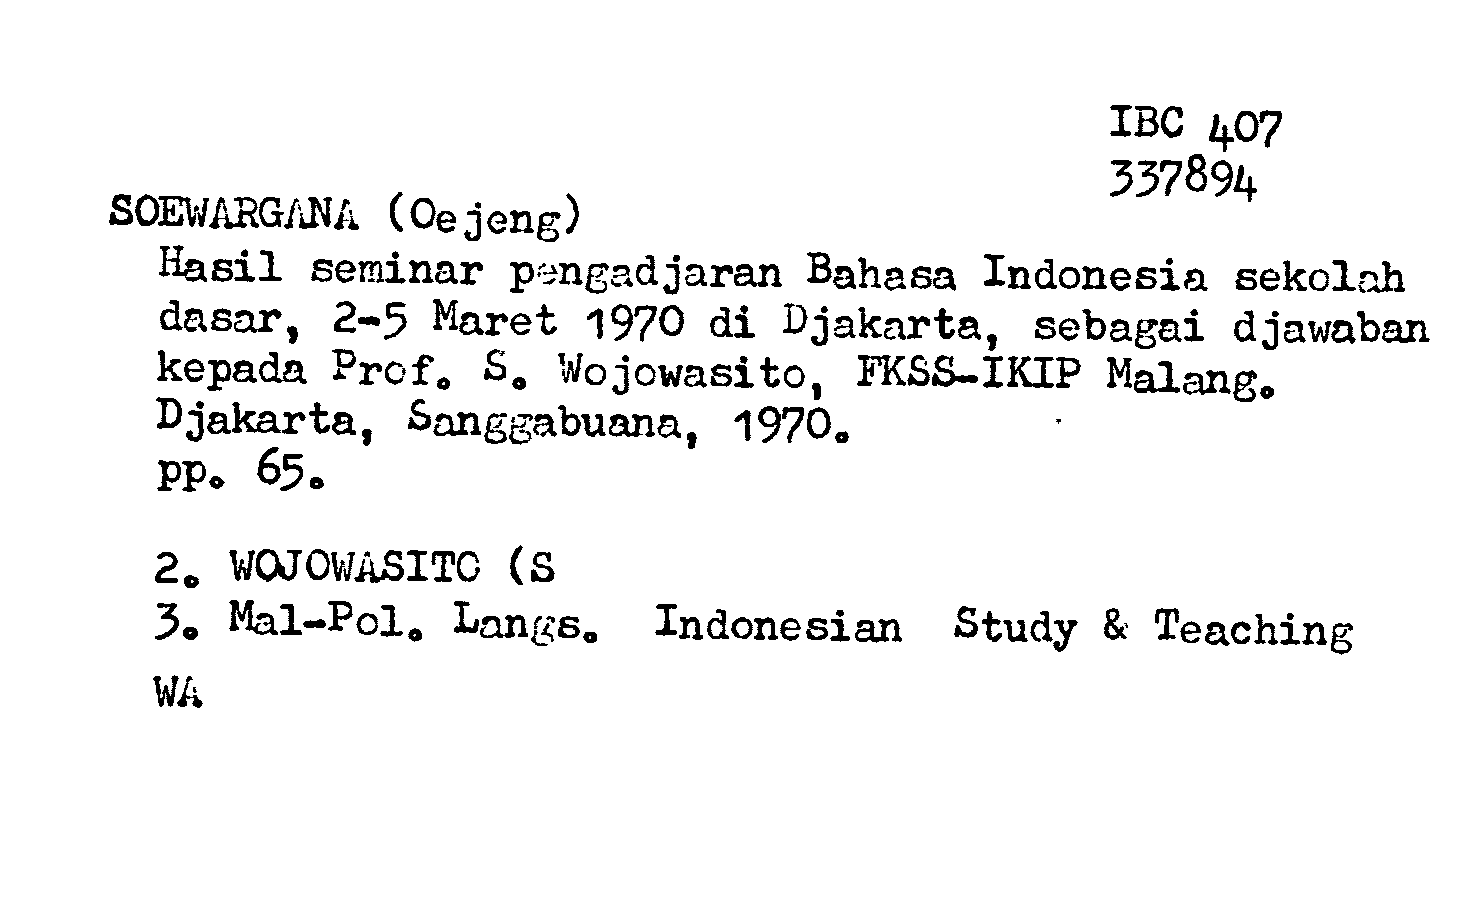 IBC 407
337894
SOEWARGANA (Oejeng)
Hasil seminar pengadjaran Bahasa Indonesia sekolah
dasar, 2-5 Maret 1970 di Djakarta, sebagai djawaban
kepada Prof. S. Wojowasito, FKSS-IKIP Malang.
Djakarta, Sanggabuana, 1970.
pp. 65.
2. WOJOWASITO (S
3. Mal-Pol. Langs. Indonesian Study & Teaching
WA